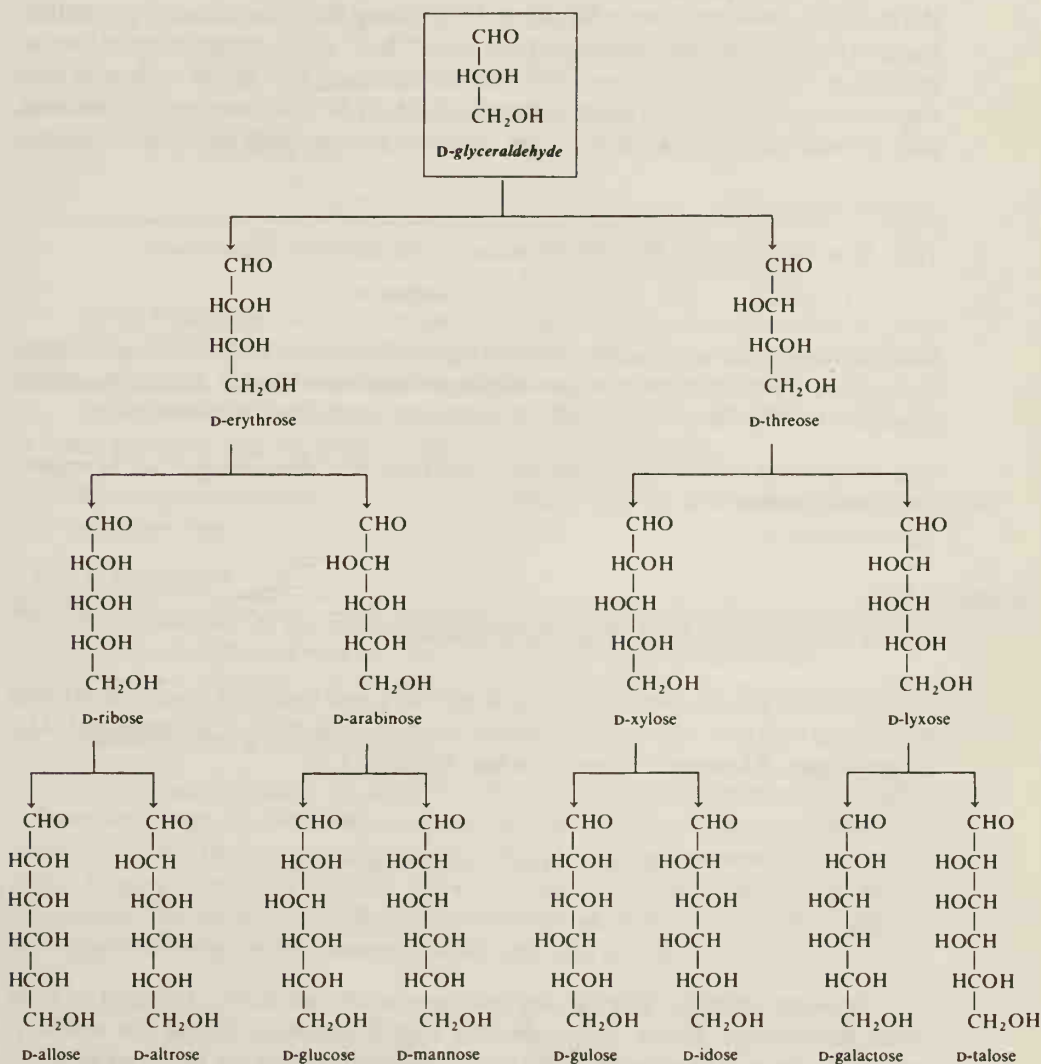 CHO
HCOH
CH₂OH
D-glyceraldehyde
CHO CHO
HCOH HOCH
HCOH HCOH
CH₂OH CH₂OH
D-erythrose D-threose
CHO CHO CHO CHO
HCOH HOCH HCOH HOCH
HCOH HCOH HOCH HOCH
HCOH HCOH HCOH HCOH
CH₂OH CH₂OH CH₂OH CH₂OH
D-ribose D-arabinose D-xylose D-lyxose
CHO CHO CHO CHO CHO CHO CHO CHO
HCOH HOCH HCOH HOCH HCOH HOCH HCOH HOCH
HCOH HCOH HOCH HOCH HCOH HCOH HOCH HOCH
HCOH HCOH HCOH HCOH HOCH HOCH HOCH HOCH
HCOH HCOH HCOH HCOH HCOH HCOH HCOH HCOH
CH₂OH CH₂OH CH₂OH CH₂OH CH₂OH CH₂OH CH₂OH CH₂OH
D-allose D-altrose D-glucose D-mannose D-gulose D-idose D-galactose D-talose